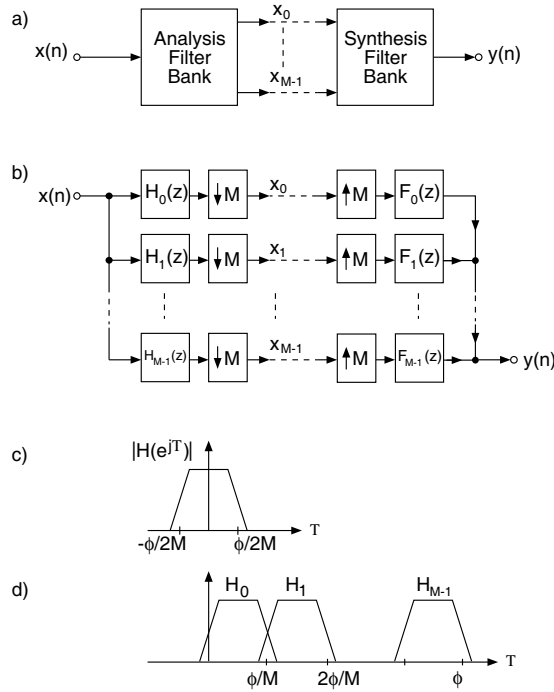 a)
x(n)
Analysis
Filter
Bank
x0
xM-1
Synthesis
Filter
Bank
y(n)
b)
x(n)
H0(z)
↓M
x0
↑M
F0(z)
H1(z)
↓M
x1
↑M
F1(z)
HM-1(z)
↓M
xM-1
↑M
FM-1(z)
y(n)
c)
|H(e^jT)|
-ϕ/2M
ϕ/2M
T
d)
H0
H1
HM-1
T
ϕ/M
2ϕ/M
ϕ